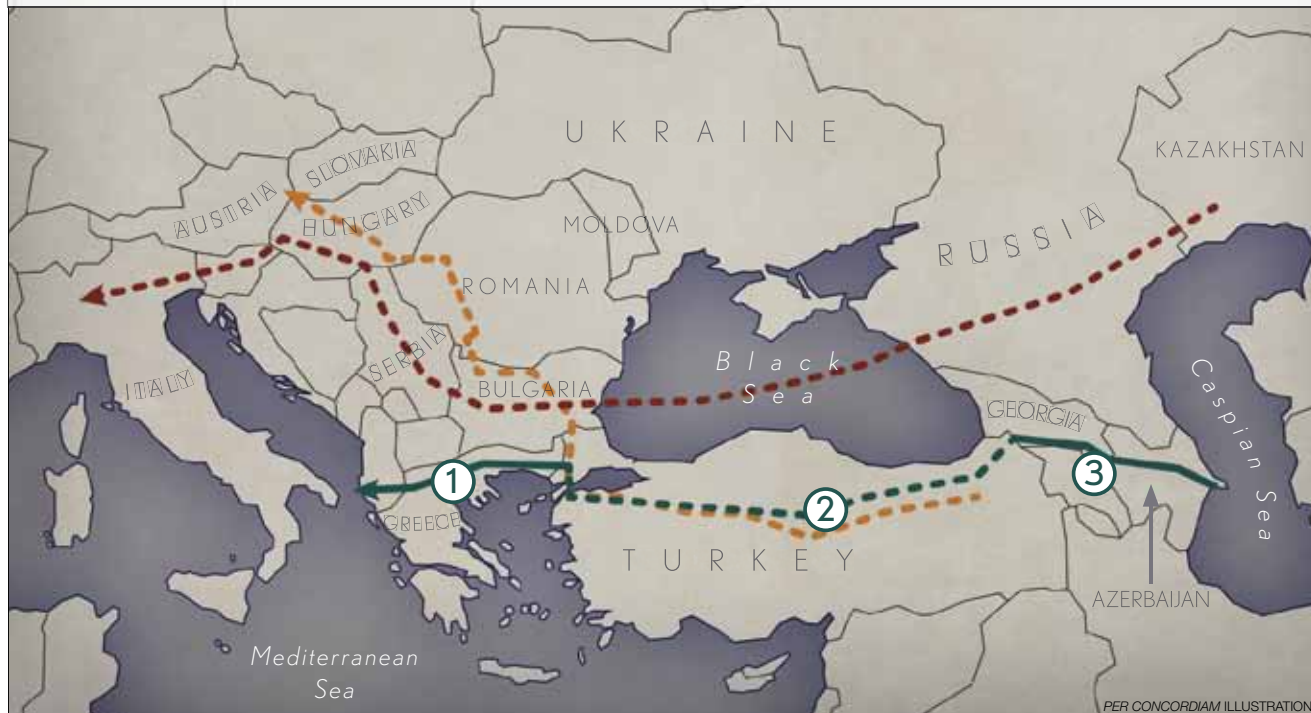 UKRAINE
KAZAKHSTAN
SLOVAKIA
AUSTRIA
HUNGARY
MOLDOVA
RUSSIA
ROMANIA
SERBIA
Black
Sea
ITALY
BULGARIA
GEORGIA
Caspian Sea
1
3
2
GREECE
TURKEY
AZERBAIJAN
Mediterranean
Sea
PER CONCORDIAM ILLUSTRATION